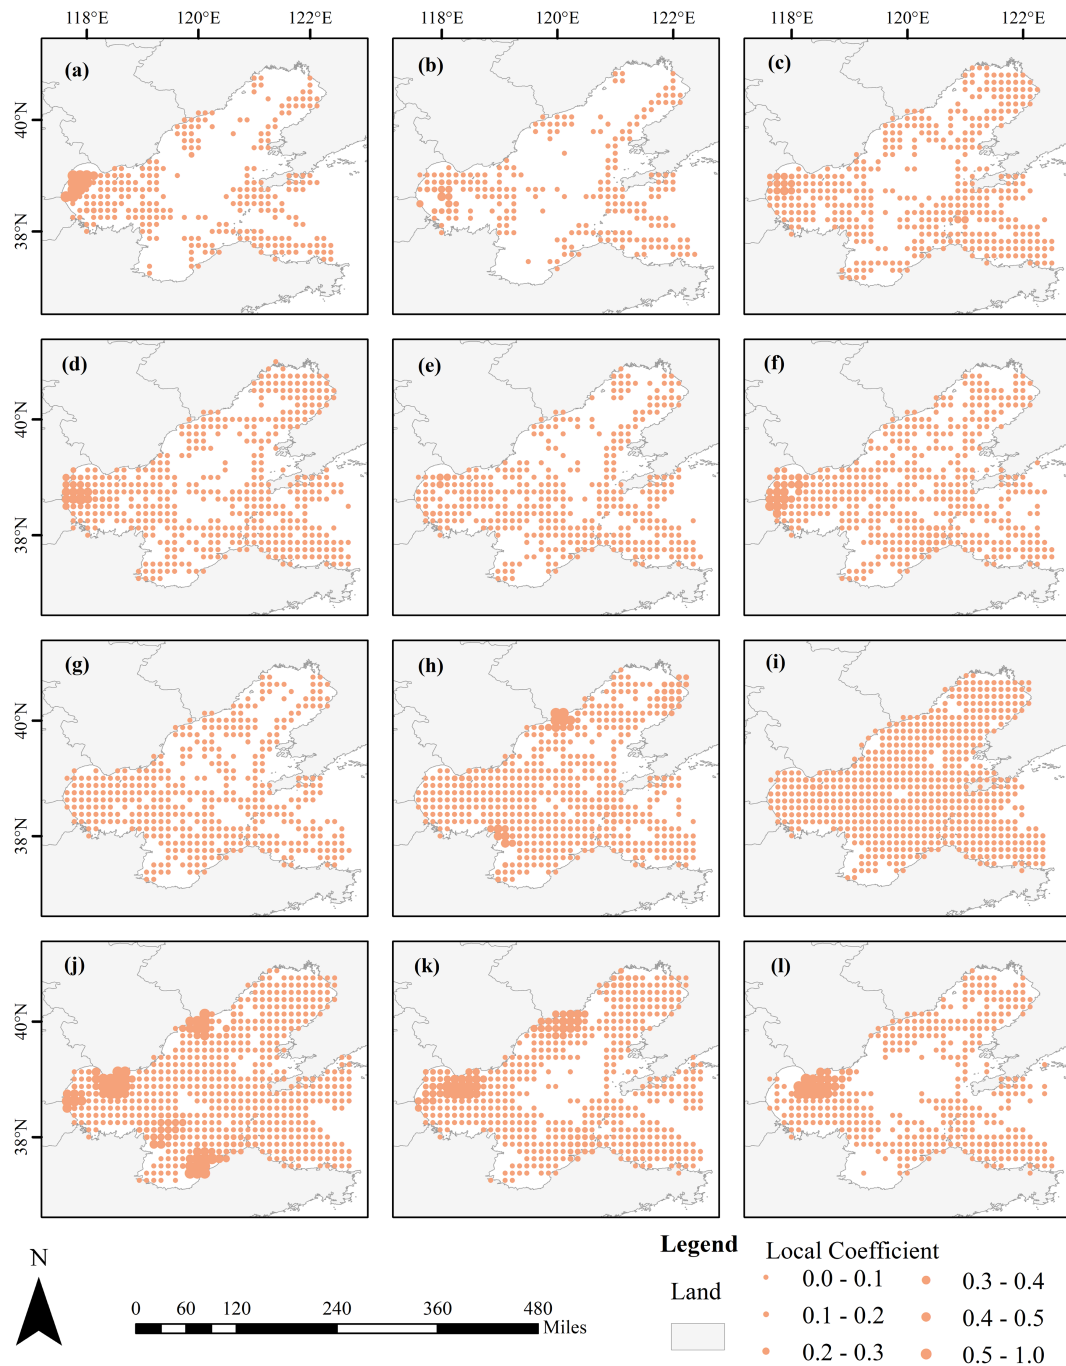 118°E 120°E 122°E 118°E 120°E 122°E 118°E 120°E 122°E
(a) (b) (c)
40°N
38°N
(d) (e) (f)
40°N
38°N
(g) (h) (i)
40°N
38°N
(j) (k) (l)
40°N
38°N
N
0 60 120 240 360 480
Miles
Legend
Land
Local Coefficient
0.0 - 0.1
0.1 - 0.2
0.2 - 0.3
0.3 - 0.4
0.4 - 0.5
0.5 - 1.0